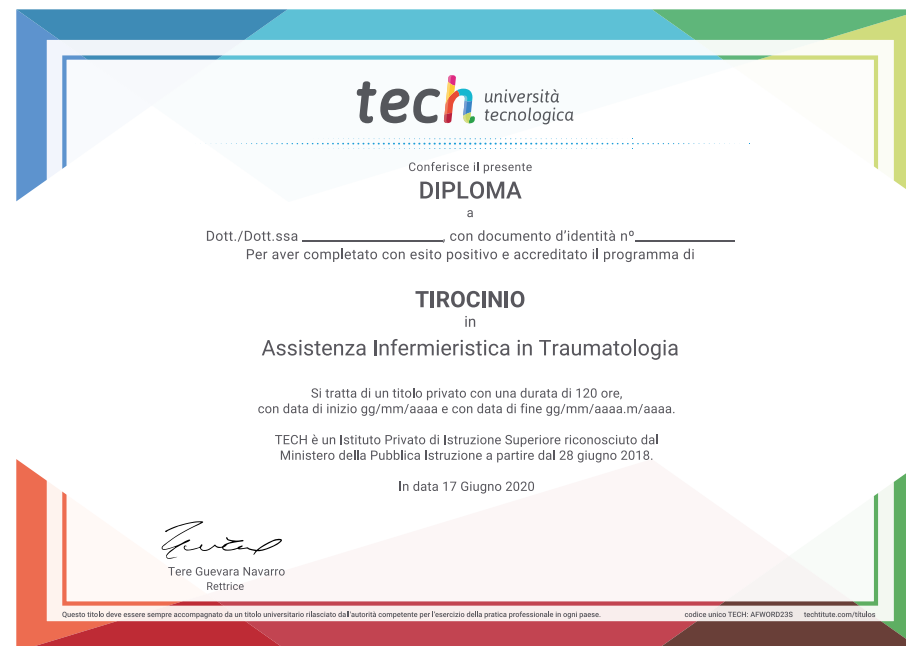 tech università
tecnologica
Conferisce il presente
DIPLOMA
a
Dott./Dott.ssa ____________________, con documento d'identità nº______________
Per aver completato con esito positivo e accreditato il programma di
TIROCINIO
in
Assistenza Infermieristica in Traumatologia
Si tratta di un titolo privato con una durata di 120 ore,
con data di inizio gg/mm/aaaa e con data di fine gg/mm/aaaa.m/aaaa.
TECH è un Istituto Privato di Istruzione Superiore riconosciuto dal
Ministero della Pubblica Istruzione a partire dal 28 giugno 2018.
In data 17 Giugno 2020
Tere Guevara Navarro
Rettrice
Questo titolo deve essere sempre accompagnato da un titolo universitario rilasciato dall'autorità competente per l'esercizio della pratica professionale in ogni paese. codice unico TECH: AFWORD23S techtitute.com/titulos